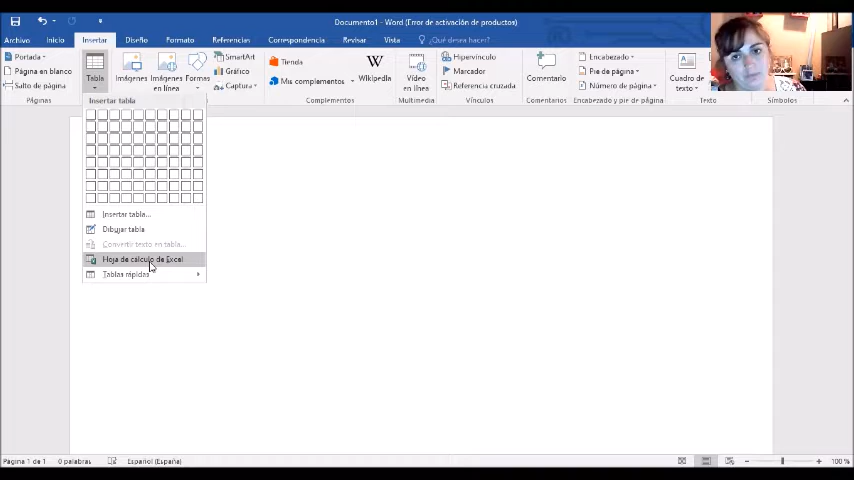 Documento1 - Word (Error de activación de productos)
Archivo Inicio Insertar Diseño Formato Referencias Correspondencia Revisar Vista ¿Qué desea hacer?
Portada
Página en blanco
Salto de página
Páginas
Tabla
Imágenes
Imágenes
en línea
Formas
SmartArt
Gráfico
Captura
Tienda
Mis complementos
Wikipedia
Complementos
Vídeo
en línea
Multimedia
Hipervínculo
Marcador
Referencia cruzada
Vínculos
Comentario
Comentarios
Encabezado
Pie de página
Número de página
Encabezado y pie de página
Cuadro de
texto
Texto
Símbolos
Insertar tabla
Insertar tabla...
Dibujar tabla
Convertir texto en tabla...
Hoja de cálculo de Excel
Tablas rápidas
Página 1 de 1 0 palabras Español (España) 100 %